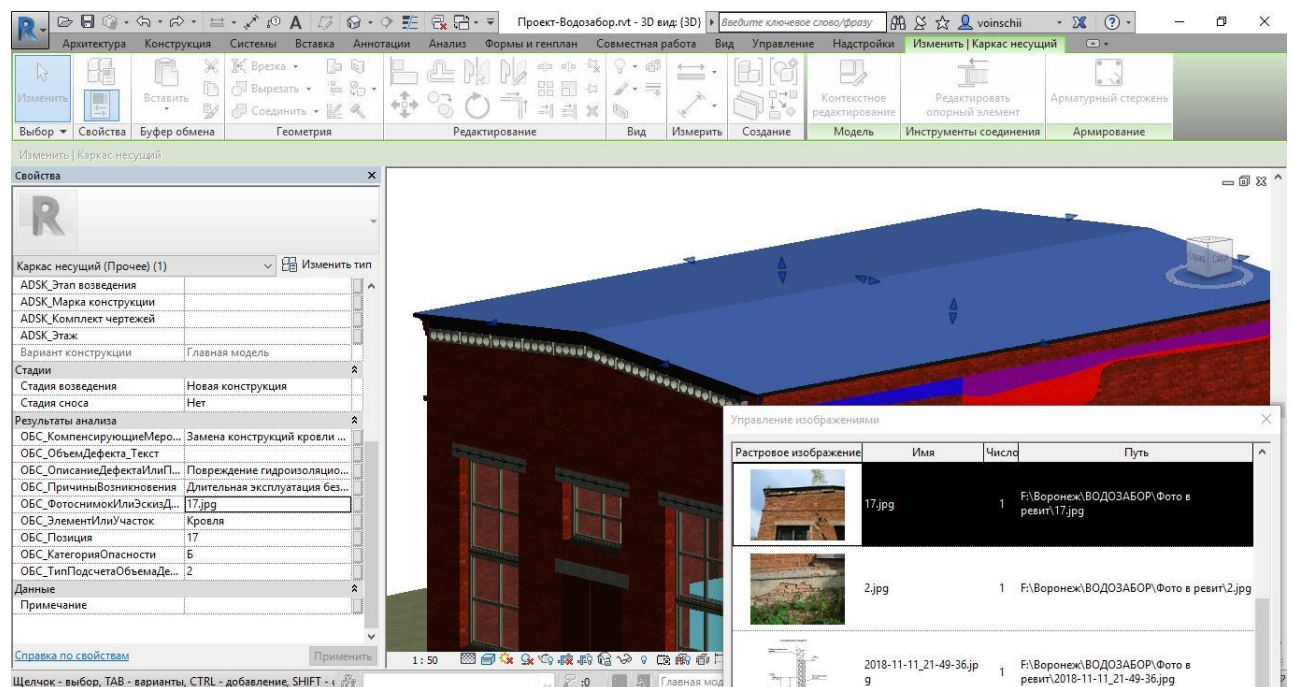 Проект-Водозабор.rvt - 3D вид: {3D}
Введите ключевое слово/фразу
voinschii
Архитектура Конструкция Системы Вставка Аннотации Анализ Формы и генплан Совместная работа Вид Управление Надстройки Изменить | Каркас несущий
Изменить
Вставить
Врезка
Вырезать
Соединить
Контекстное редактирование
Редактировать опорный элемент
Арматурный стержень
Выбор Свойства Буфер обмена Геометрия Редактирование Вид Измерить Создание Модель Инструменты соединения Армирование
Изменить | Каркас несущий
Свойства
Каркас несущий (Прочее) (1)
Изменить тип
ADSK_Этап возведения
ADSK_Марка конструкции
ADSK_Комплект чертежей
ADSK_Этаж
Вариант конструкции Главная модель
Стадии
Стадия возведения Новая конструкция
Стадия сноса Нет
Результаты анализа
ОБС_КомпенсирующиеМеро... Замена конструкций кровли ...
ОБС_ОбъемДефекта_Текст
ОБС_ОписаниеДефектаИлиП... Повреждение гидроизоляцио...
ОБС_ПричиныВозникновения Длительная эксплуатация без...
ОБС_ФотоснимокИлиЭскизД... 17.jpg
ОБС_ЭлементИлиУчасток Кровля
ОБС_Позиция 17
ОБС_КатегорияОпасности Б
ОБС_ТипПодсчетаОбъемаДе... 2
Данные
Примечание
Справка по свойствам
Применить
Управление изображениями
Растровое изображение Имя Число Путь
17.jpg 1 F:\Воронеж\ВОДОЗАБОР\Фото в
ревит\17.jpg
2.jpg 1 F:\Воронеж\ВОДОЗАБОР\Фото в ревит\2.jpg
2018-11-11_21-49-36.jp
g
1 F:\Воронеж\ВОДОЗАБОР\Фото в
ревит\2018-11-11_21-49-36.jpg
1 : 50
Щелчок - выбор, TAB - варианты, CTRL - добавление, SHIFT -
:0
Главная мод